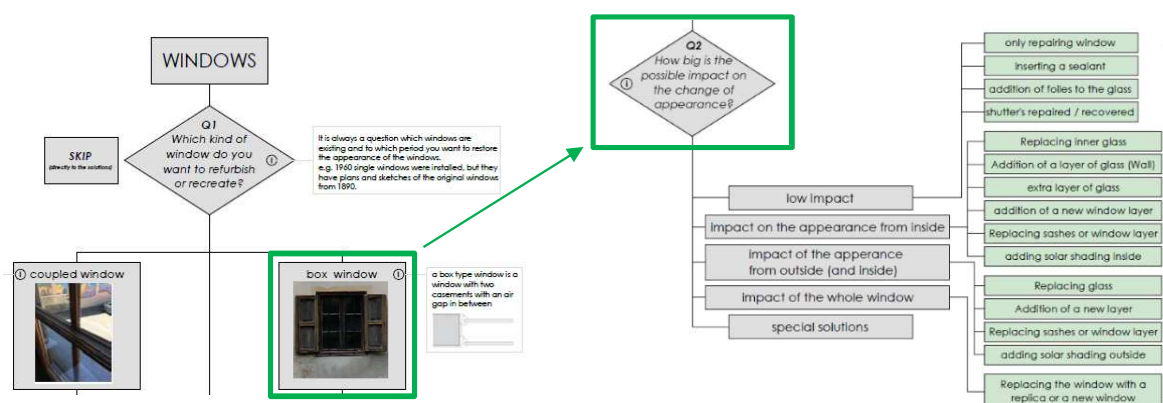 WINDOWS
Q1
Which kind of
window do you
want to refurbish
or recreate?
SKIP
(directly to the solutions)
It is always a question which windows are
existing and to which period you want to restore
the appearance of the windows.
e.g. 1960 single windows were installed, but they
have plans and sketches of the original windows
from 1890.
coupled window
box window
a box type window is a
window with two
casements with an air
gap in between
Q2
How big is the
possible impact on
the change of
appearance?
low impact
impact on the appearance from inside
impact of the apperance
from outside (and inside)
impact of the whole window
special solutions
only repairing window
inserting a sealant
addition of folies to the glass
shutter's repaired / recovered
Replacing inner glass
Addition of a layer of glass (Wall)
extra layer of glass
addition of a new window layer
Replacing sashes or window layer
adding solar shading inside
Replacing glass
Addition of a new layer
Replacing sashes or window layer
adding solar shading outside
Replacing the window with a
replica or a new window